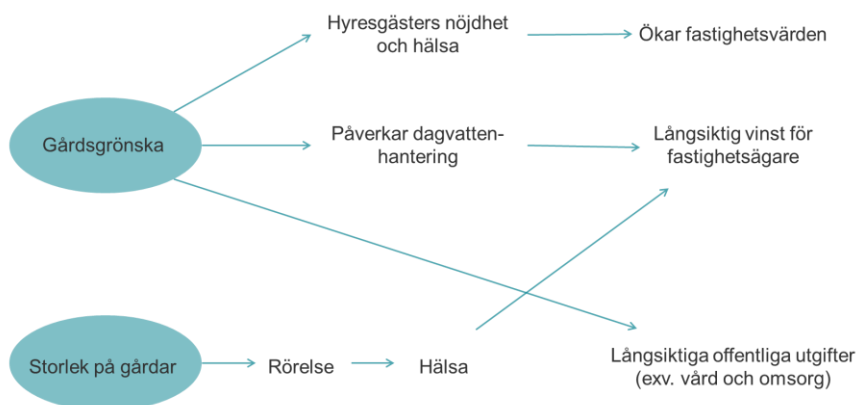 Hyresgästers nöjdhet
och hälsa
Ökar fastighetsvärden
Gårdsgrönska
Påverkar dagvatten-
hantering
Långsiktig vinst för
fastighetsägare
Storlek på gårdar
Rörelse
Hälsa
Långsiktiga offentliga utgifter
(exv. vård och omsorg)